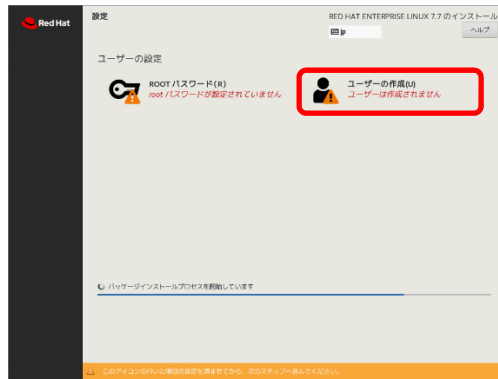 Red Hat
設定
RED HAT ENTERPRISE LINUX 7.7 のインストール
jp
ヘルプ
ユーザーの設定
ROOT パスワード(R)
root パスワードが設定されていません
ユーザーの作成(U)
ユーザーは作成されません
パッケージインストールプロセスを開始しています
このアイコンの付いた項目の設定を済ませてから、次のステップへ進んでください。